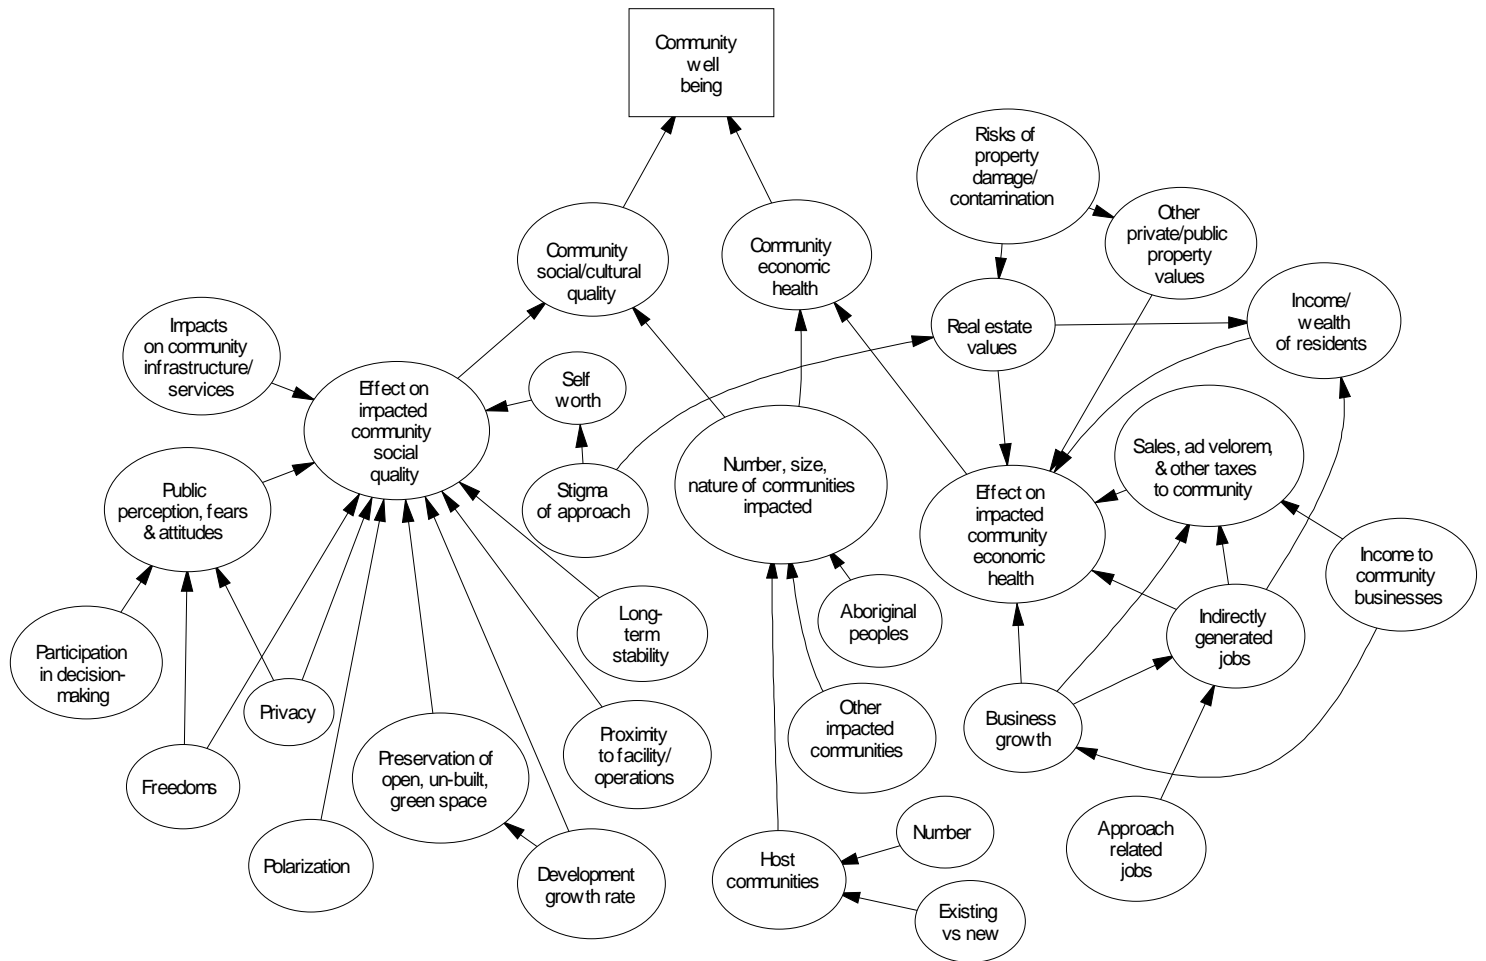 Community
well
being
Risks of
property
damage/
contamination
Other
private/public
property
values
Community
social/cultural
quality
Community
economic
health
Income/
wealth
of residents
Impacts
on community
infrastructure/
services
Real estate
values
Effect on
impacted
community
social
quality
Self
worth
Sales, ad velorem,
& other taxes
to community
Public
perception, fears
& attitudes
Stigma
of approach
Number, size,
nature of communities
impacted
Effect on
impacted
community
economic
health
Income to
community
businesses
Long-
term
stability
Aboriginal
peoples
Indirectly
generated
jobs
Participation
in decision-
making
Privacy
Other
impacted
communities
Business
growth
Freedoms
Preservation of
open, un-built,
green space
Proximity
to facility/
operations
Polarization
Development
growth rate
Host
communities
Number
Approach
related
jobs
Existing
vs new